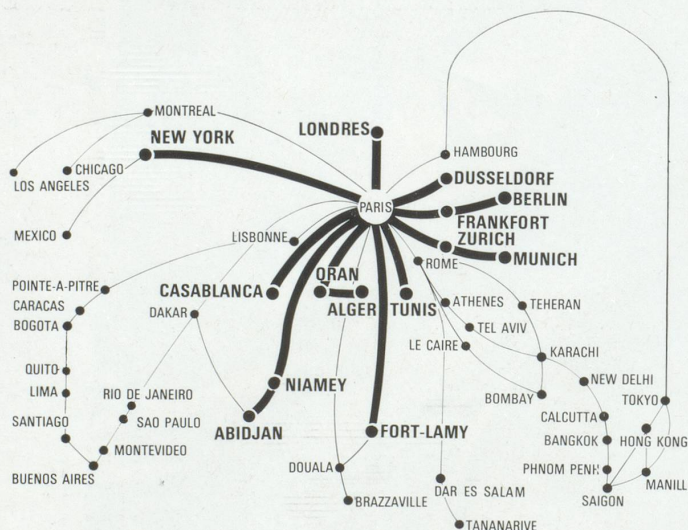 MONTREAL
NEW YORK
LONDRES
HAMBOURG
CHICAGO
LOS ANGELES
DUSSELDORF
BERLIN
PARIS
FRANKFORT
ZURICH
MUNICH
MEXICO
LISBONNE
ROME
POINTE-A-PITRE
CARACAS
BOGOTA
CASABLANCA
ORAN
ALGER
TUNIS
DAKAR
ATHENES
TEHERAN
TEL AVIV
LE CAIRE
KARACHI
QUITO
LIMA
NIAMEY
NEW DELHI
BOMBAY
TOKYO
RIO DE JANEIRO
SAO PAULO
SANTIAGO
ABIDJAN
FORT-LAMY
CALCUTTA
BANGKOK
HONG KONG
MONTEVIDEO
BUENOS AIRES
DOUALA
PHNOM PENH
MANILL
DAR ES SALAM
SAIGON
BRAZZAVILLE
TANANARIVE